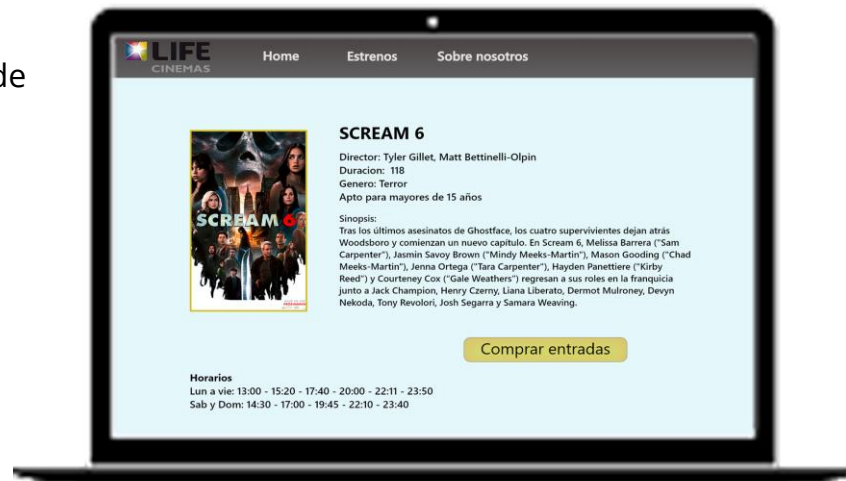 de
LIFE
CINEMAS
Home
Estrenos
Sobre nosotros
SCREAM 6
SCREAM 6
Director: Tyler Gillet, Matt Bettinelli-Olpin
Duracion: 118
Genero: Terror
Apto para mayores de 15 años
Sinopsis:
Tras los últimos asesinatos de Ghostface, los cuatro supervivientes dejan atrás
Woodsboro y comienzan un nuevo capítulo. En Scream 6, Melissa Barrera ("Sam
Carpenter"), Jasmin Savoy Brown ("Mindy Meeks-Martin"), Mason Gooding ("Chad
Meeks-Martin"), Jenna Ortega ("Tara Carpenter"), Hayden Panettiere ("Kirby
Reed") y Courteney Cox ("Gale Weathers") regresan a sus roles en la franquicia
junto a Jack Champion, Henry Czerny, Liana Liberato, Dermot Mulroney, Devyn
Nekoda, Tony Revolori, Josh Segarra y Samara Weaving.
Comprar entradas
Horarios
Lun a vie: 13:00 - 15:20 - 17:40 - 20:00 - 22:11 - 23:50
Sab y Dom: 14:30 - 17:00 - 19:45 - 22:10 - 23:40